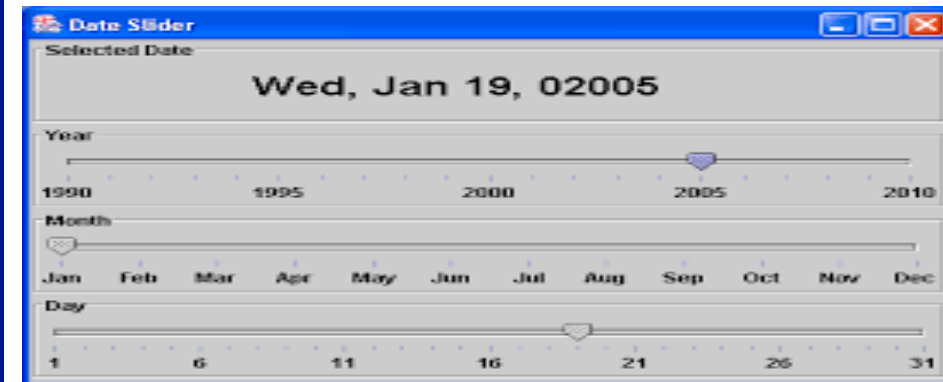 Date Slider
Selected Date
Wed, Jan 19, 02005
Year
1990 1995 2000 2005 2010
Month
Jan Feb Mar Apr May Jun Jul Aug Sep Oct Nov Dec
Day
1 6 11 16 21 26 31